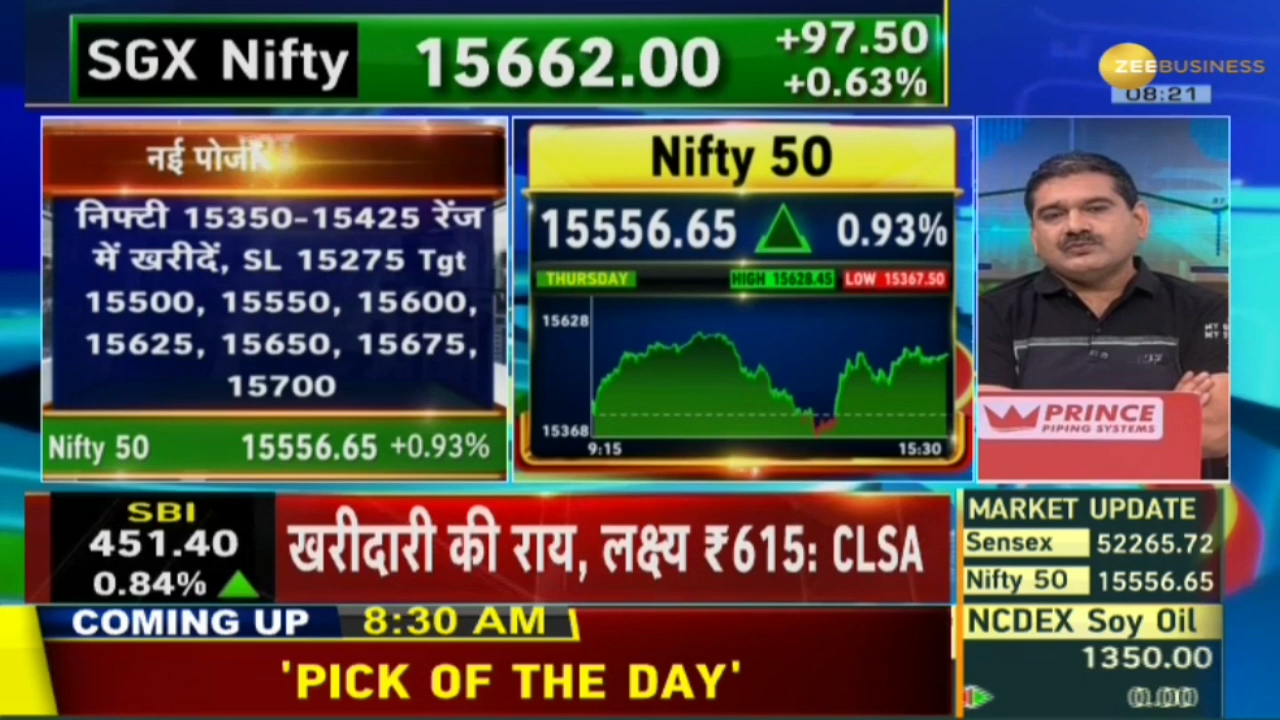 SGX Nifty 15662.00 +97.50
+0.63%
ZEEBUSINESS
08:21
नई
निफ्टी 15350-15425 रेंज
में खरीदें, SL 15275 Tgt
15500, 15550, 15600,
15625, 15650, 15675,
15700
Nifty 50 15556.65 +0.93%
Nifty 50
15556.65 0.93%
THURSDAY HIGH 15628.45 LOW 15367.50
15628
15368
9:15 15:30
PRINCE
PIPING SYSTEMS
SBI
451.40
0.84%
खरीदारी की राय, लक्ष्य ₹615: CLSA
MARKET UPDATE
Sensex 52265.72
Nifty 50 15556.65
NCDEX Soy Oil
1350.00
0.00
COMING UP 8:30 AM
'PICK OF THE DAY'